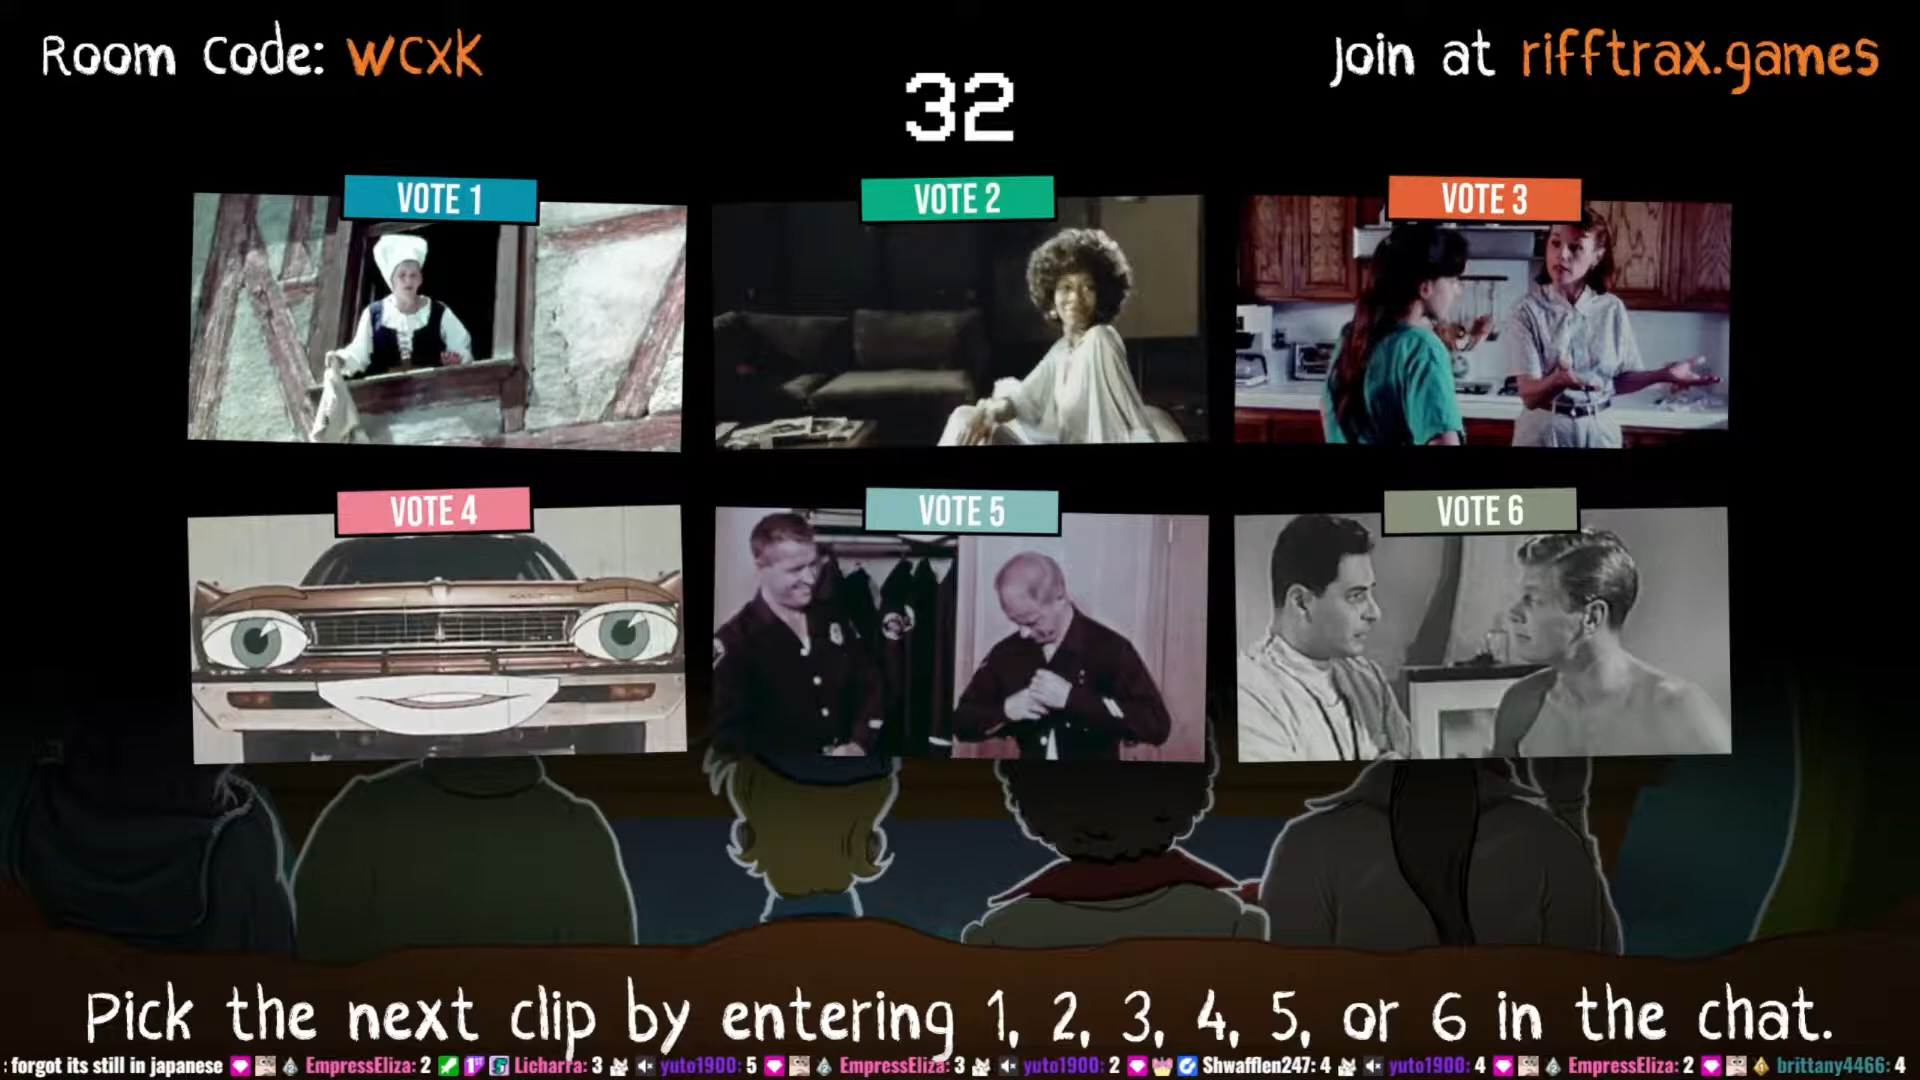 Room Code: WCXK
Join at rifftrax.games
32
VOTE 1
VOTE 2
VOTE 3
VOTE 4
VOTE 5
VOTE 6
Pick the next clip by entering 1, 2, 3, 4, 5, or 6 in the chat.
: forgot its still in japanese EmpressEliza: 2 1ST Licharra: 3 yuto1900: 5 EmpressEliza: 3 yuto1900: 2 Shwafflen247: 4 yuto1900: 4 EmpressEliza: 2 brittany4466: 4